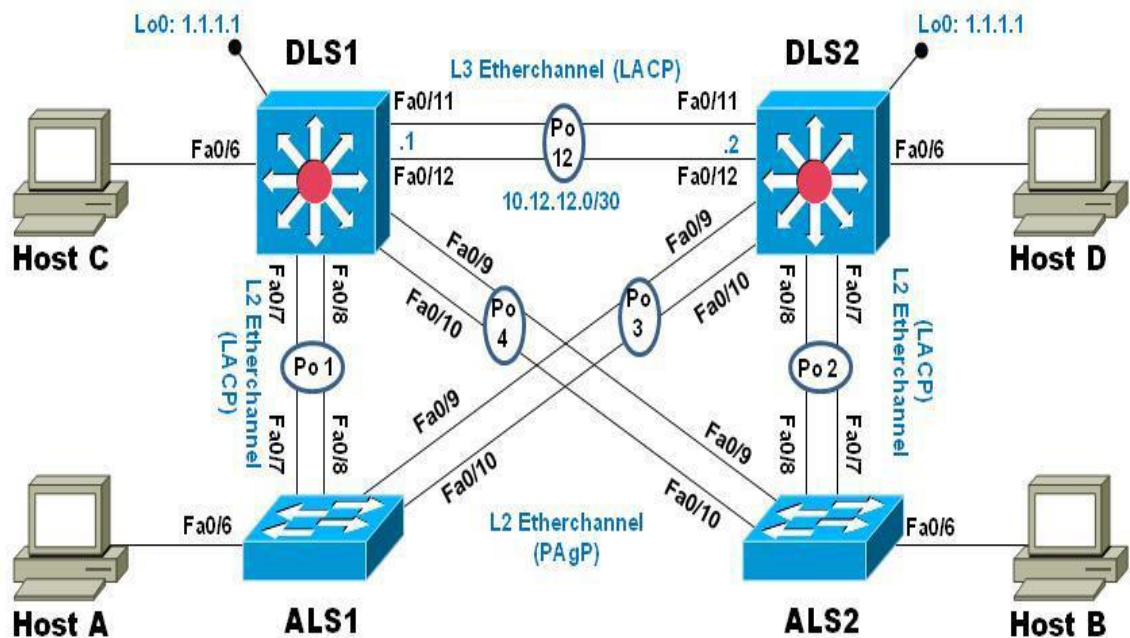 Lo0: 1.1.1.1
Lo0: 1.1.1.1
DLS1
DLS2
L3 Etherchannel (LACP)
Fa0/11
Fa0/11
Po
12
Fa0/6
.1
.2
Fa0/6
Fa0/12
Fa0/12
10.12.12.0/30
Host C
Host D
Fa0/7
Fa0/8
Fa0/9
Fa0/10
Fa0/9
Fa0/10
Fa0/8
Fa0/7
L2 Etherchannel
(LACP)
Po
4
Po
3
(LACP)
L2 Etherchannel
Po 1
Po 2
Fa0/7
Fa0/8
Fa0/9
Fa0/10
Fa0/9
Fa0/10
Fa0/8
Fa0/7
Fa0/6
L2 Etherchannel
(PAgP)
Fa0/6
Host A
ALS1
ALS2
Host B